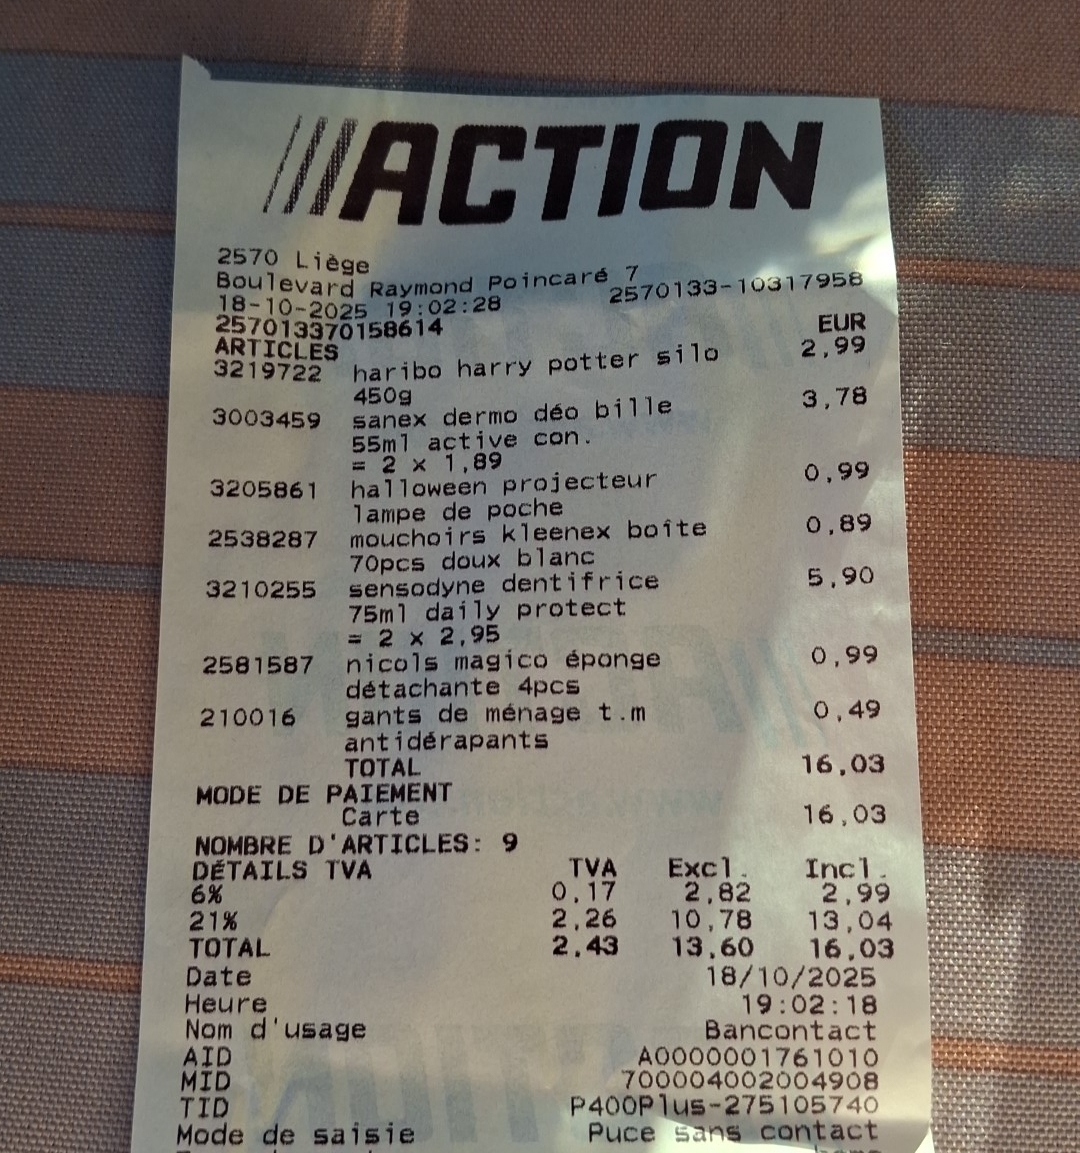 ACTION
2570 Liège
Boulevard Raymond Poincaré 7
18-10-2025 19:02:28 2570133-10317958
257013370158614 EUR
ARTICLES
3219722 haribo harry potter silo 2,99
450g
3003459 sanex dermo déo bille 3,78
55ml active con.
= 2 x 1,89
3205861 halloween projecteur 0,99
lampe de poche
2538287 mouchoirs kleenex boîte 0,89
70pcs doux blanc
3210255 sensodyne dentifrice 5,90
75ml daily protect
= 2 x 2,95
2581587 nicols magico éponge 0,99
détachante 4pcs
210016 gants de ménage t.m 0,49
antidérapants
TOTAL 16,03
MODE DE PAIEMENT
Carte 16,03
NOMBRE D'ARTICLES: 9
DÉTAILS TVA TVA Excl. Incl.
6% 0,17 2,82 2,99
21% 2,26 10,78 13,04
TOTAL 2,43 13,60 16,03
Date 18/10/2025
Heure 19:02:18
Nom d'usage Bancontact
AID A0000001761010
MID 700004002004908
TID P400Plus-275105740
Mode de saisie Puce sans contact